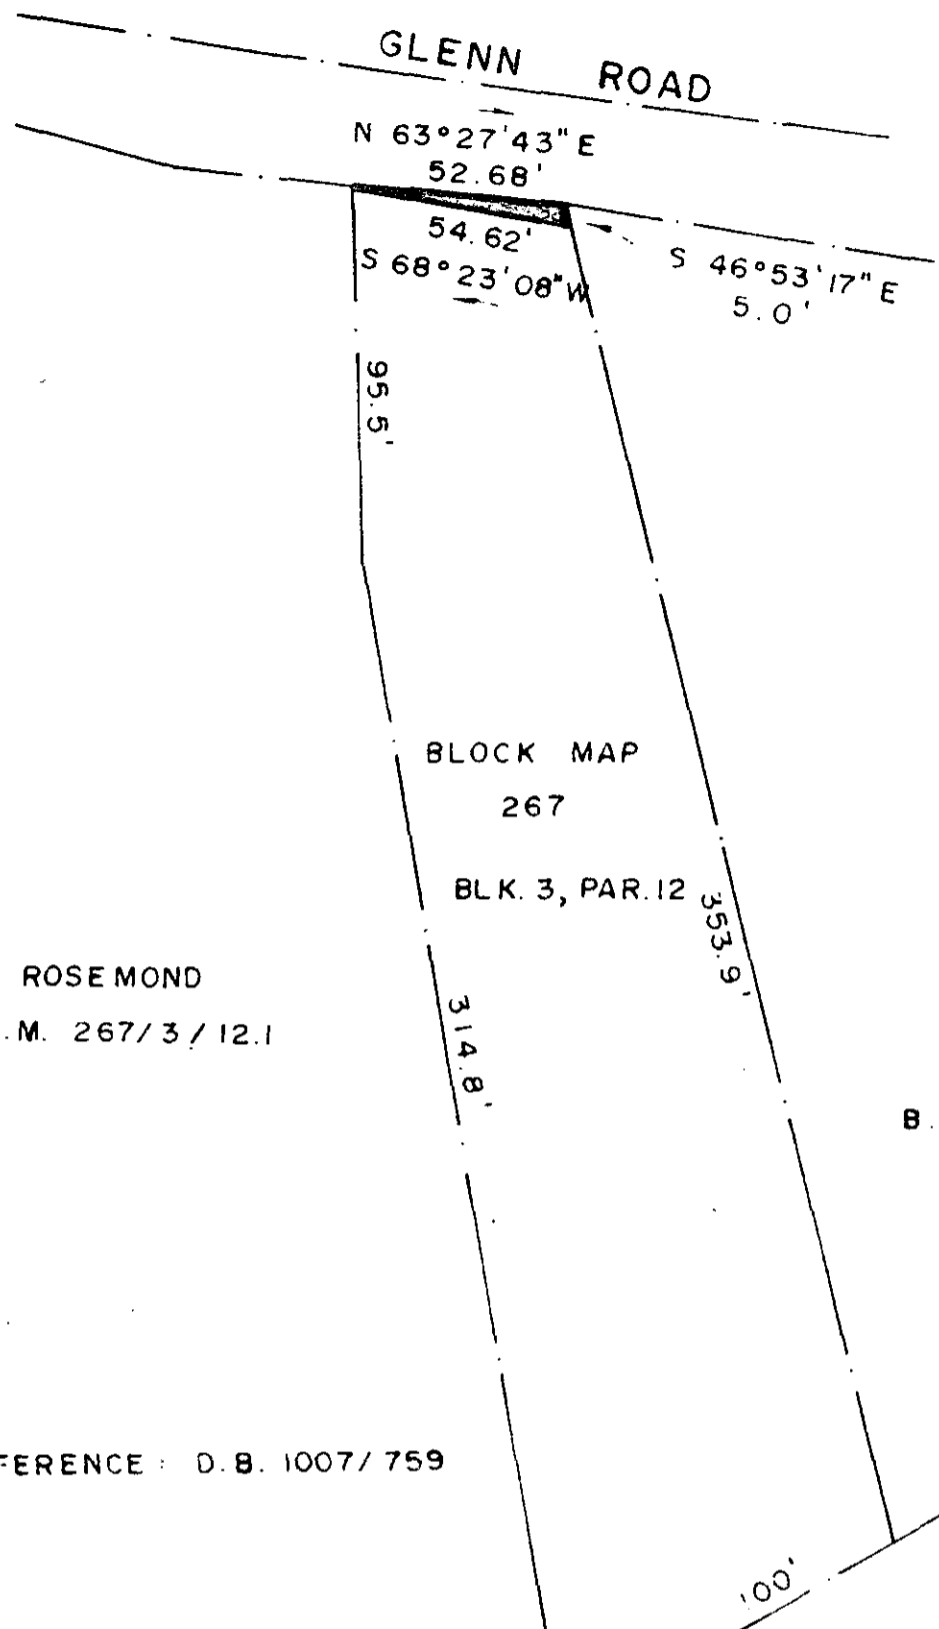 GLENN ROAD
N 63°27'43" E
52.68'
54.62'
S 68°23'08" W
S 46°53'17" E
5.0'
95.5'
BLOCK MAP
267
BLK. 3, PAR. 12
353.9'
ROSEMOND
.M. 267/3/12.1
314.8'
B.
FERENCE: D.B. 1007/759
100'